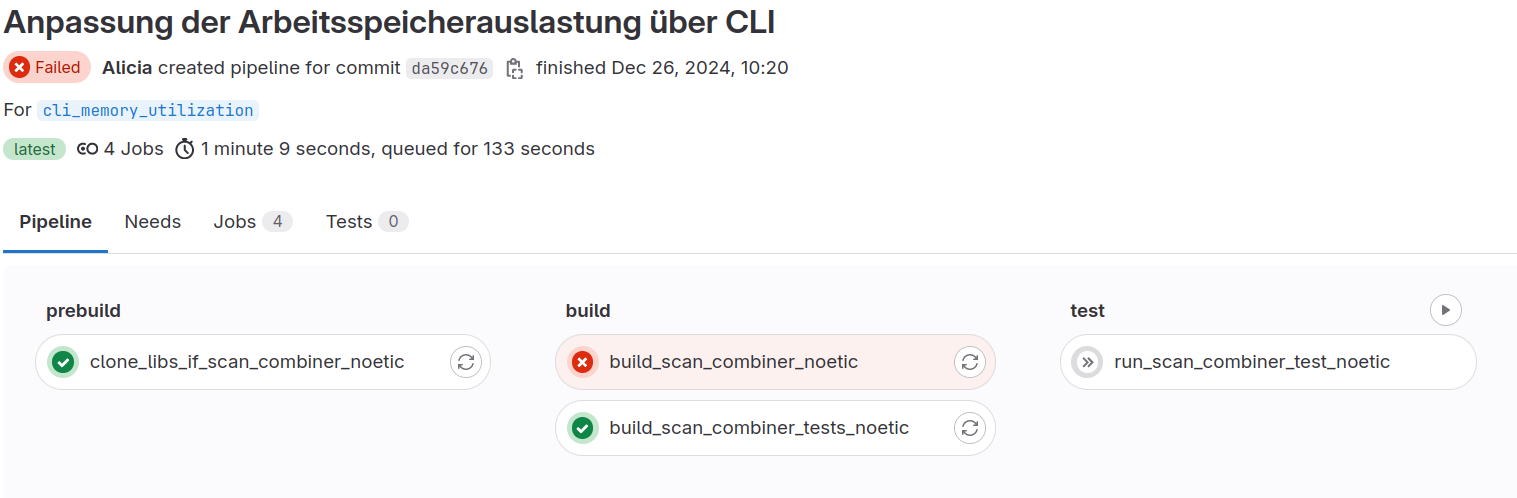 Anpassung der Arbeitsspeicherauslastung über CLI
Failed Alicia created pipeline for commit da59c676 finished Dec 26, 2024, 10:20
For cli_memory_utilization
latest 4 Jobs 1 minute 9 seconds, queued for 133 seconds
Pipeline Needs Jobs 4 Tests 0
prebuild build test
clone_libs_if_scan_combiner_noetic build_scan_combiner_noetic run_scan_combiner_test_noetic
build_scan_combiner_tests_noetic